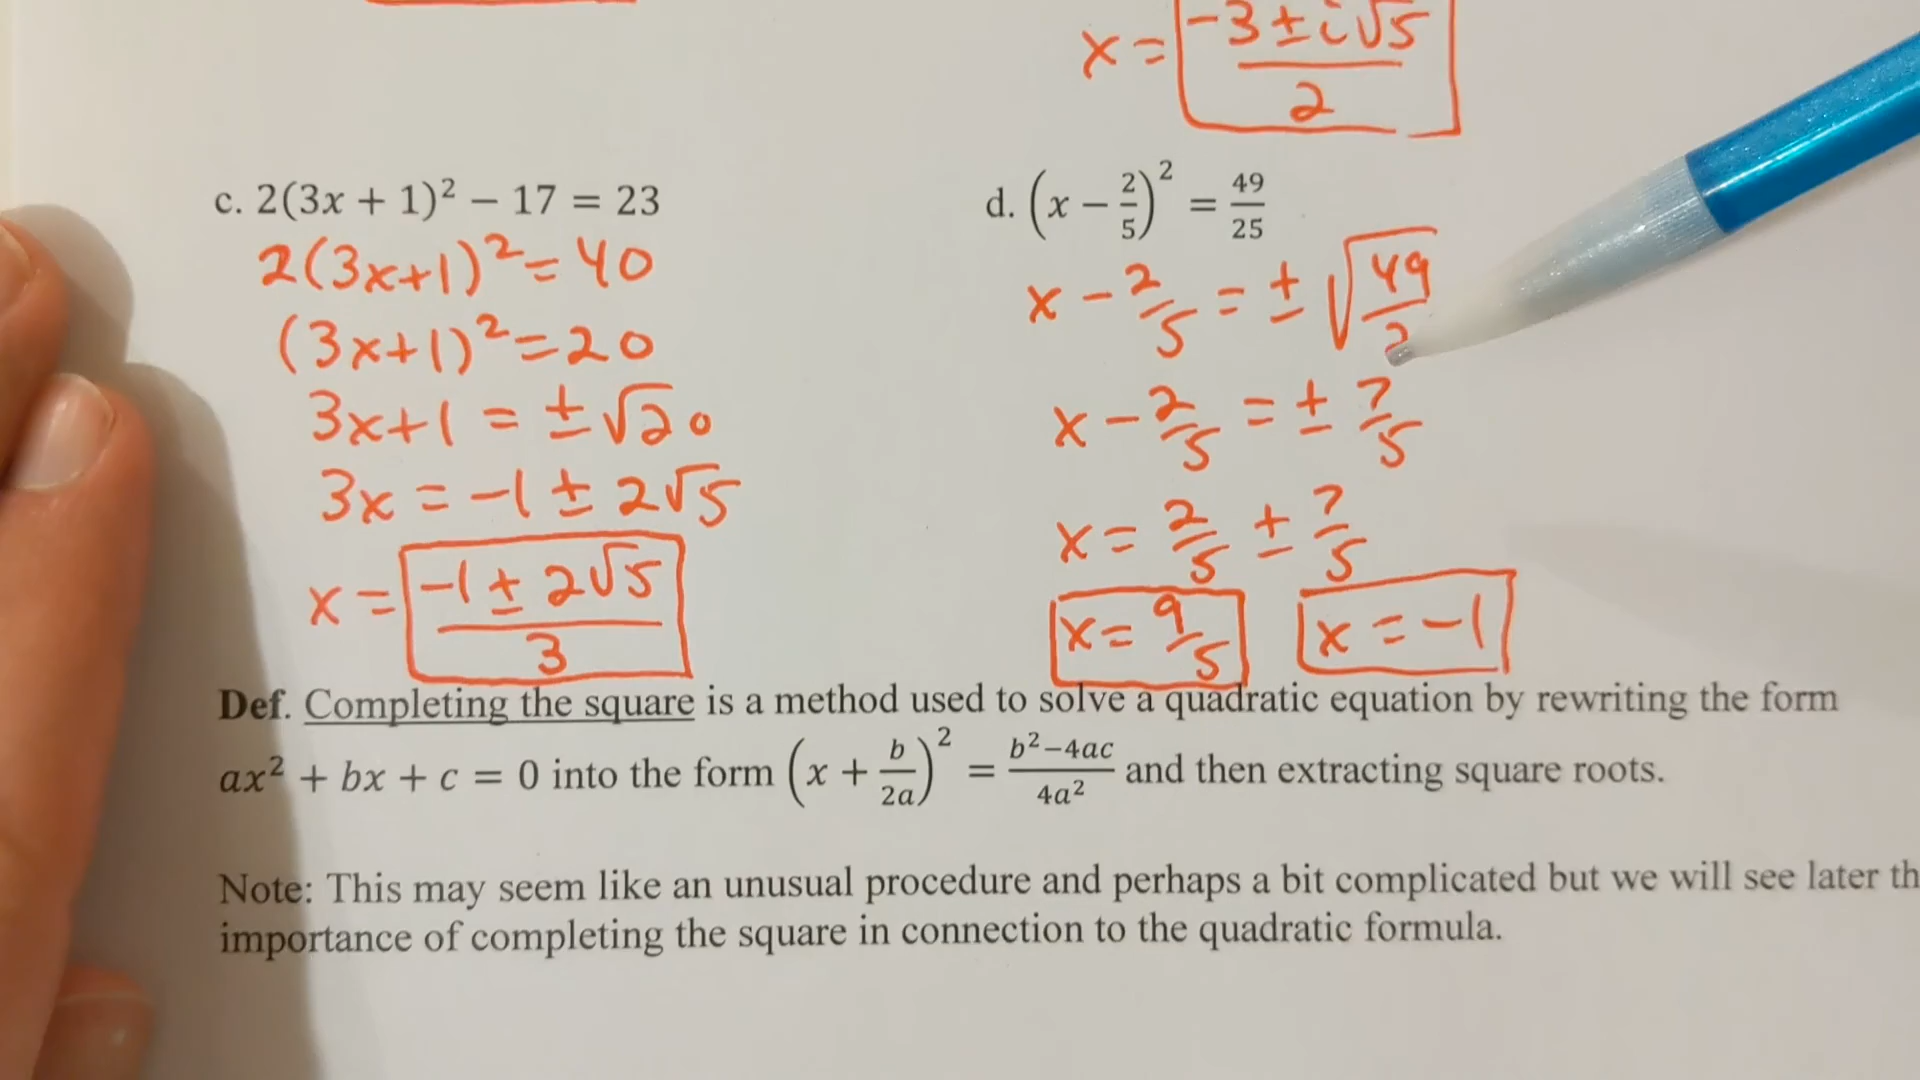 x = -3 ± i√5 / 2
c. 2(3x + 1)² − 17 = 23
2(3x+1)² = 40
(3x+1)² = 20
3x+1 = ± √20
3x = -1 ± 2√5
x = -1 ± 2√5 / 3
d. (x − 2/5)² = 49/25
x - 2/5 = ± √49/2
x - 2/5 = ± 7/5
x = 2/5 ± 7/5
x = 9/5 x = -1
Def. Completing the square is a method used to solve a quadratic equation by rewriting the form
ax² + bx + c = 0 into the form (x + b/2a)² = b²−4ac/4a² and then extracting square roots.
Note: This may seem like an unusual procedure and perhaps a bit complicated but we will see later th
importance of completing the square in connection to the quadratic formula.